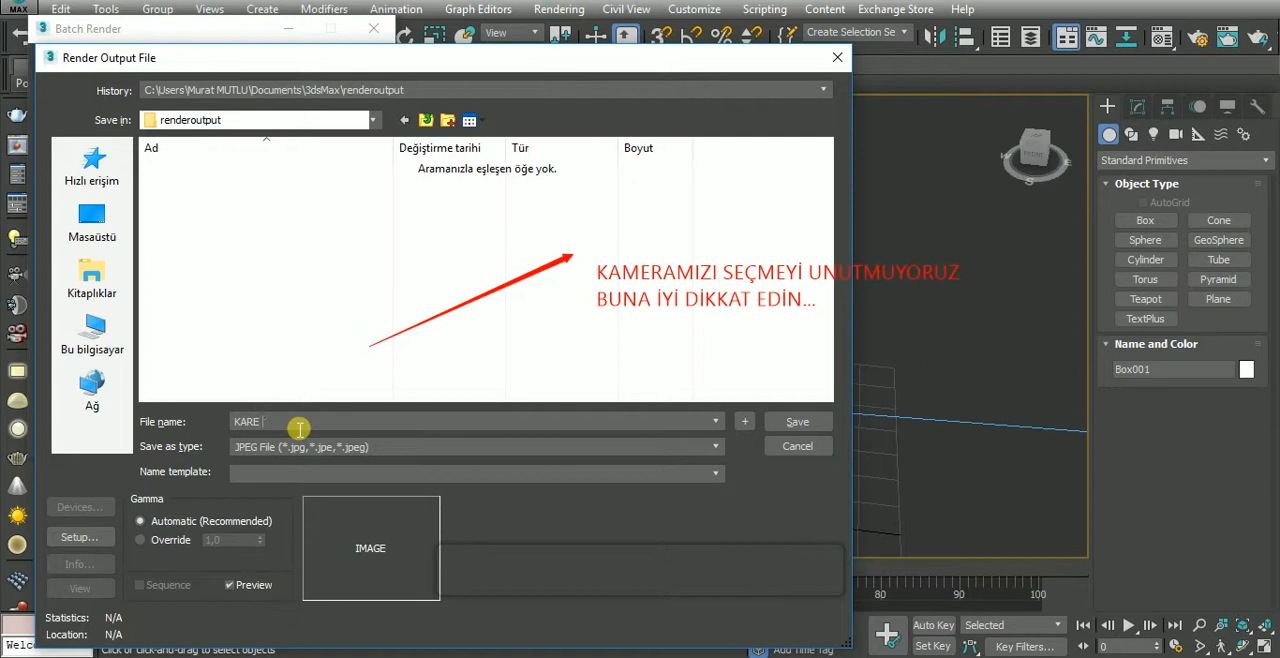 MAX
Edit Tools Group Views Create Modifiers Animation Graph Editors Rendering Civil View Customize Scripting Content Exchange Store Help
3 Batch Render
View
Create Selection Se
3 Render Output File
History: C:\Users\Murat MUTLU\Documents\3dsMax\renderoutput
Save in: renderoutput
Ad Değiştirme tarihi Tür Boyut
Aramanızla eşleşen öğe yok.
Hızlı erişim
Masaüstü
Kitaplıklar
Bu bilgisayar
Ağ
KAMERAMIZI SEÇMEYİ UNUTMUYORUZ
BUNA İYİ DİKKAT EDİN...
File name: KARE + Save
Save as type: JPEG File (*.jpg,*.jpe,*.jpeg) Cancel
Name template:
Gamma
Devices...
Automatic (Recommended)
Setup...
Override 1,0
Info...
View
Sequence Preview
IMAGE
Statistics: N/A
Location: N/A
Welc
Click or click-and-drag to select objects
Add Time Tag
Standard Primitives
Object Type
AutoGrid
Box Cone
Sphere GeoSphere
Cylinder Tube
Torus Pyramid
Teapot Plane
TextPlus
Name and Color
Box001
80 90 100
Auto Key Selected
Set Key Key Filters...
0